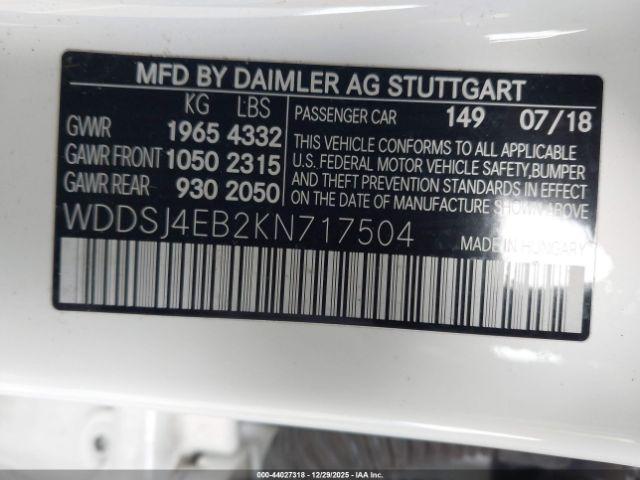 MFD BY DAIMLER AG STUTTGART
KG LBS
GVWR 1965 4332
GAWR FRONT 1050 2315
GAWR REAR 930 2050
PASSENGER CAR 149 07/18
THIS VEHICLE CONFORMS TO ALL APPLICABLE
U.S. FEDERAL MOTOR VEHICLE SAFETY,BUMPER
AND THEFT PREVENTION STANDARDS IN EFFECT
ON THE DATE OF MANUFACTURE SHOWN ABOVE.
WDDSJ4EB2KN717504
MADE IN HUNGARY
000-44027318 - 12/29/2025 - IAAI.COM